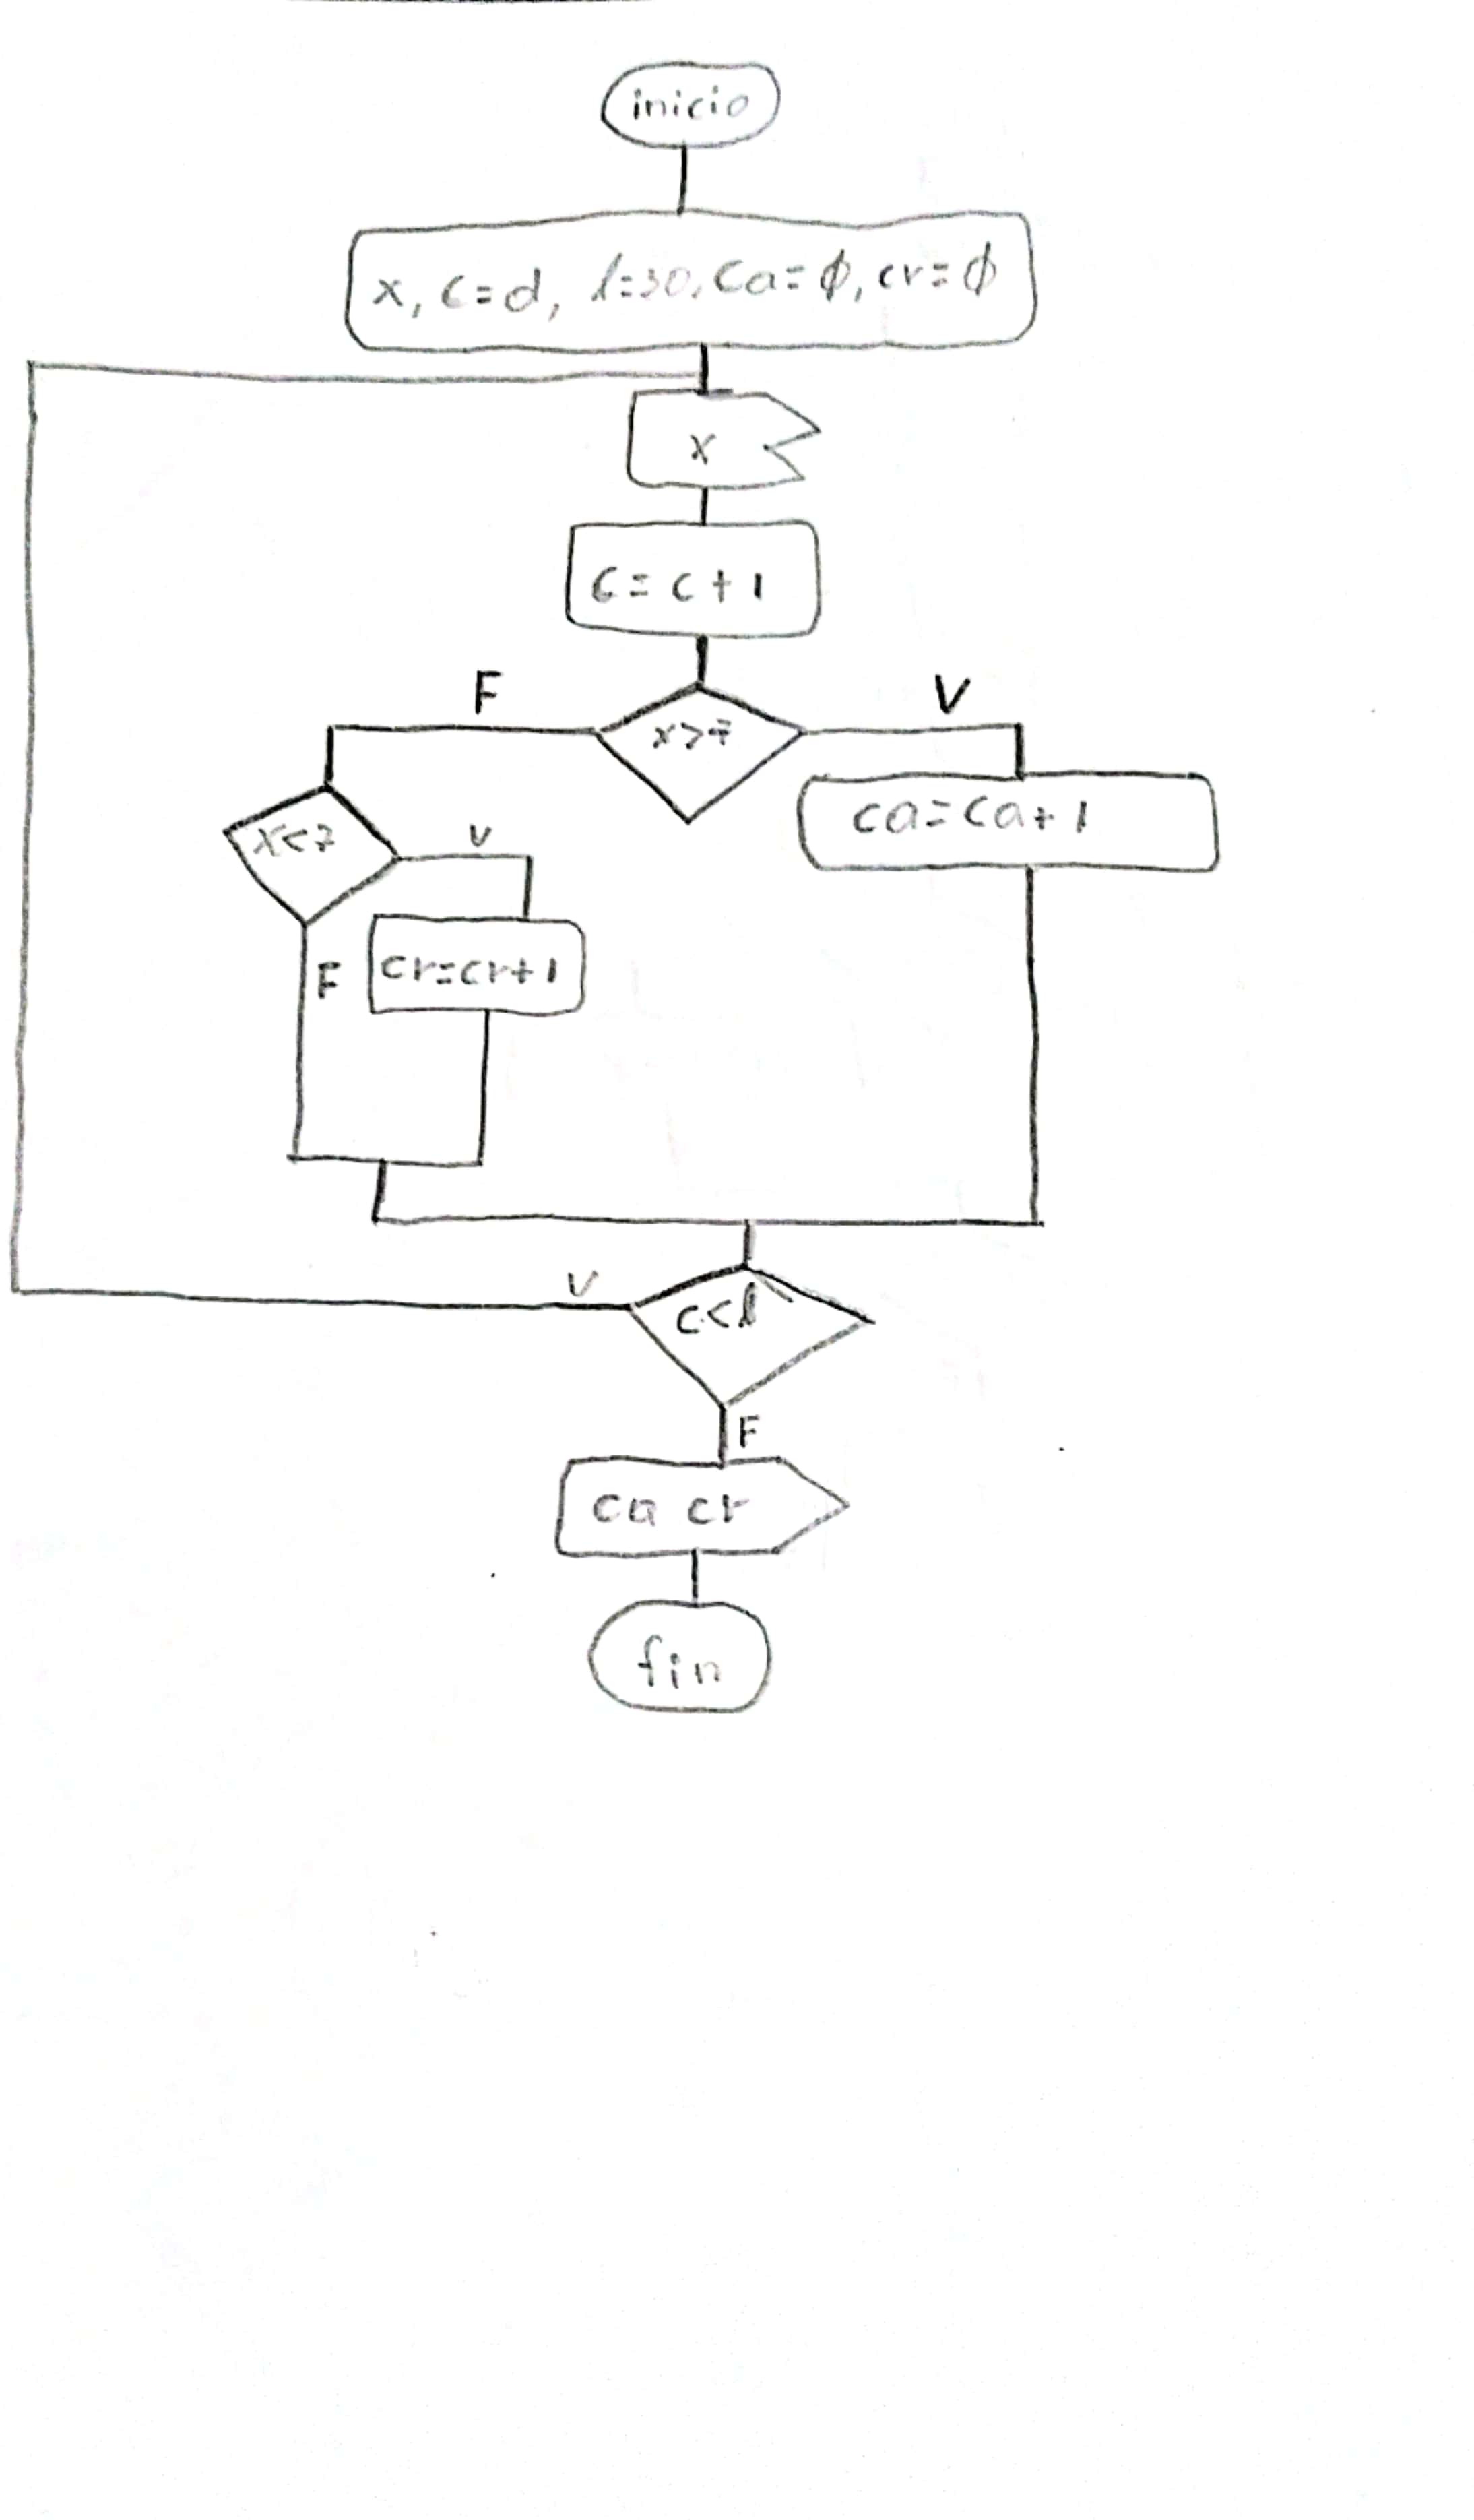 inicio
x, c=d, l=30, ca=ϕ, cr=ϕ
x
c=c+1
F
V
x>7
x<7
V
ca=ca+1
F
cr=cr+1
V
c<l
F
ca cr
fin